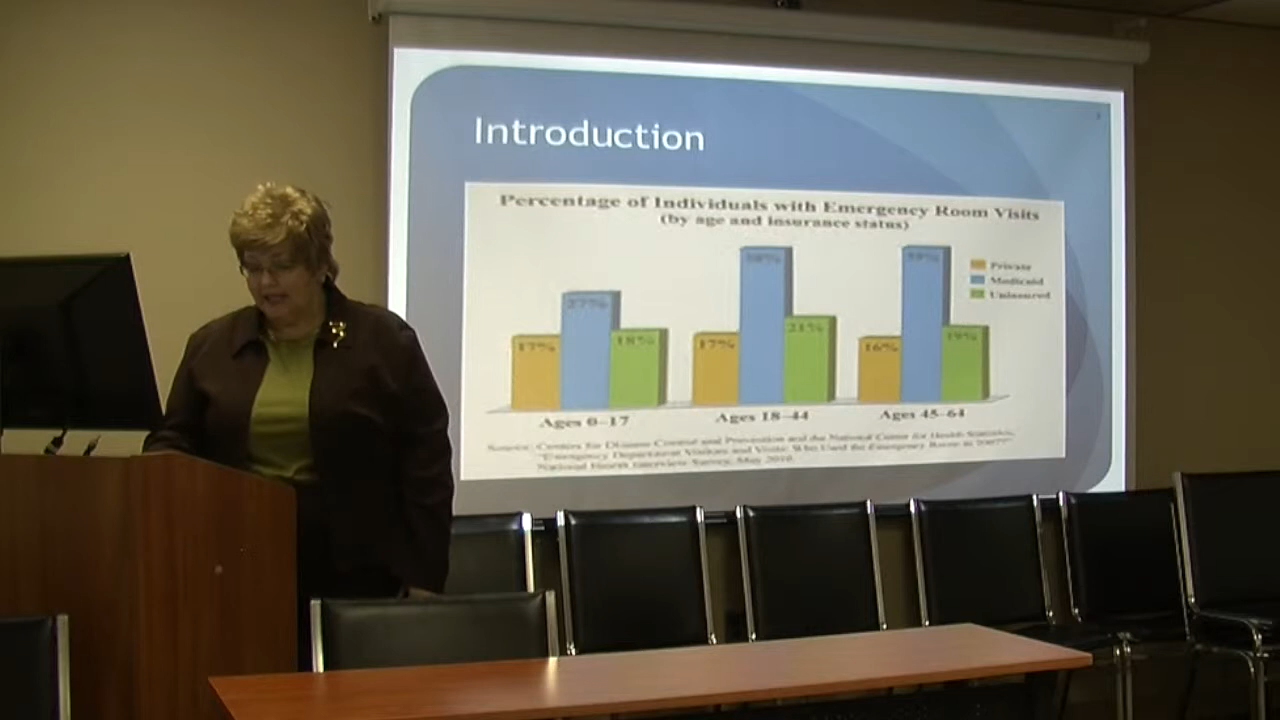 Introduction
Percentage of Individuals with Emergency Room Visits
(by age and insurance status)
Private
Medicaid
Uninsured
17% 27% 18%
17% 38% 21%
16% 19%
Ages 0–17
Ages 18–44
Ages 45–64
Source: Centers for Disease Control and Prevention and the National Center for Health Statistics,
"Emergency Department Visitors and Visits: Who Used the Emergency Room in 2007?"
National Health Interview Survey, May 2010.